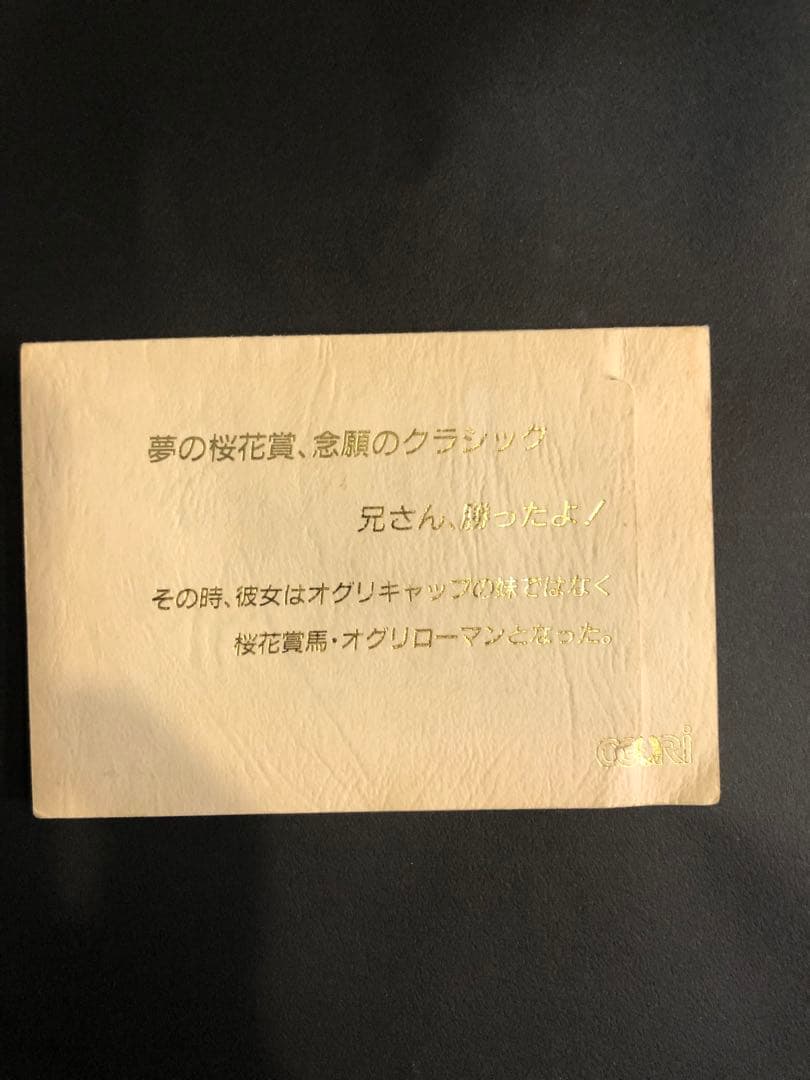 夢の桜花賞、念願のクラシック
兄さん、勝ったよ!
その時、彼女はオグリキャップの妹ではなく
桜花賞馬・オグリローマンとなった。
OGURi